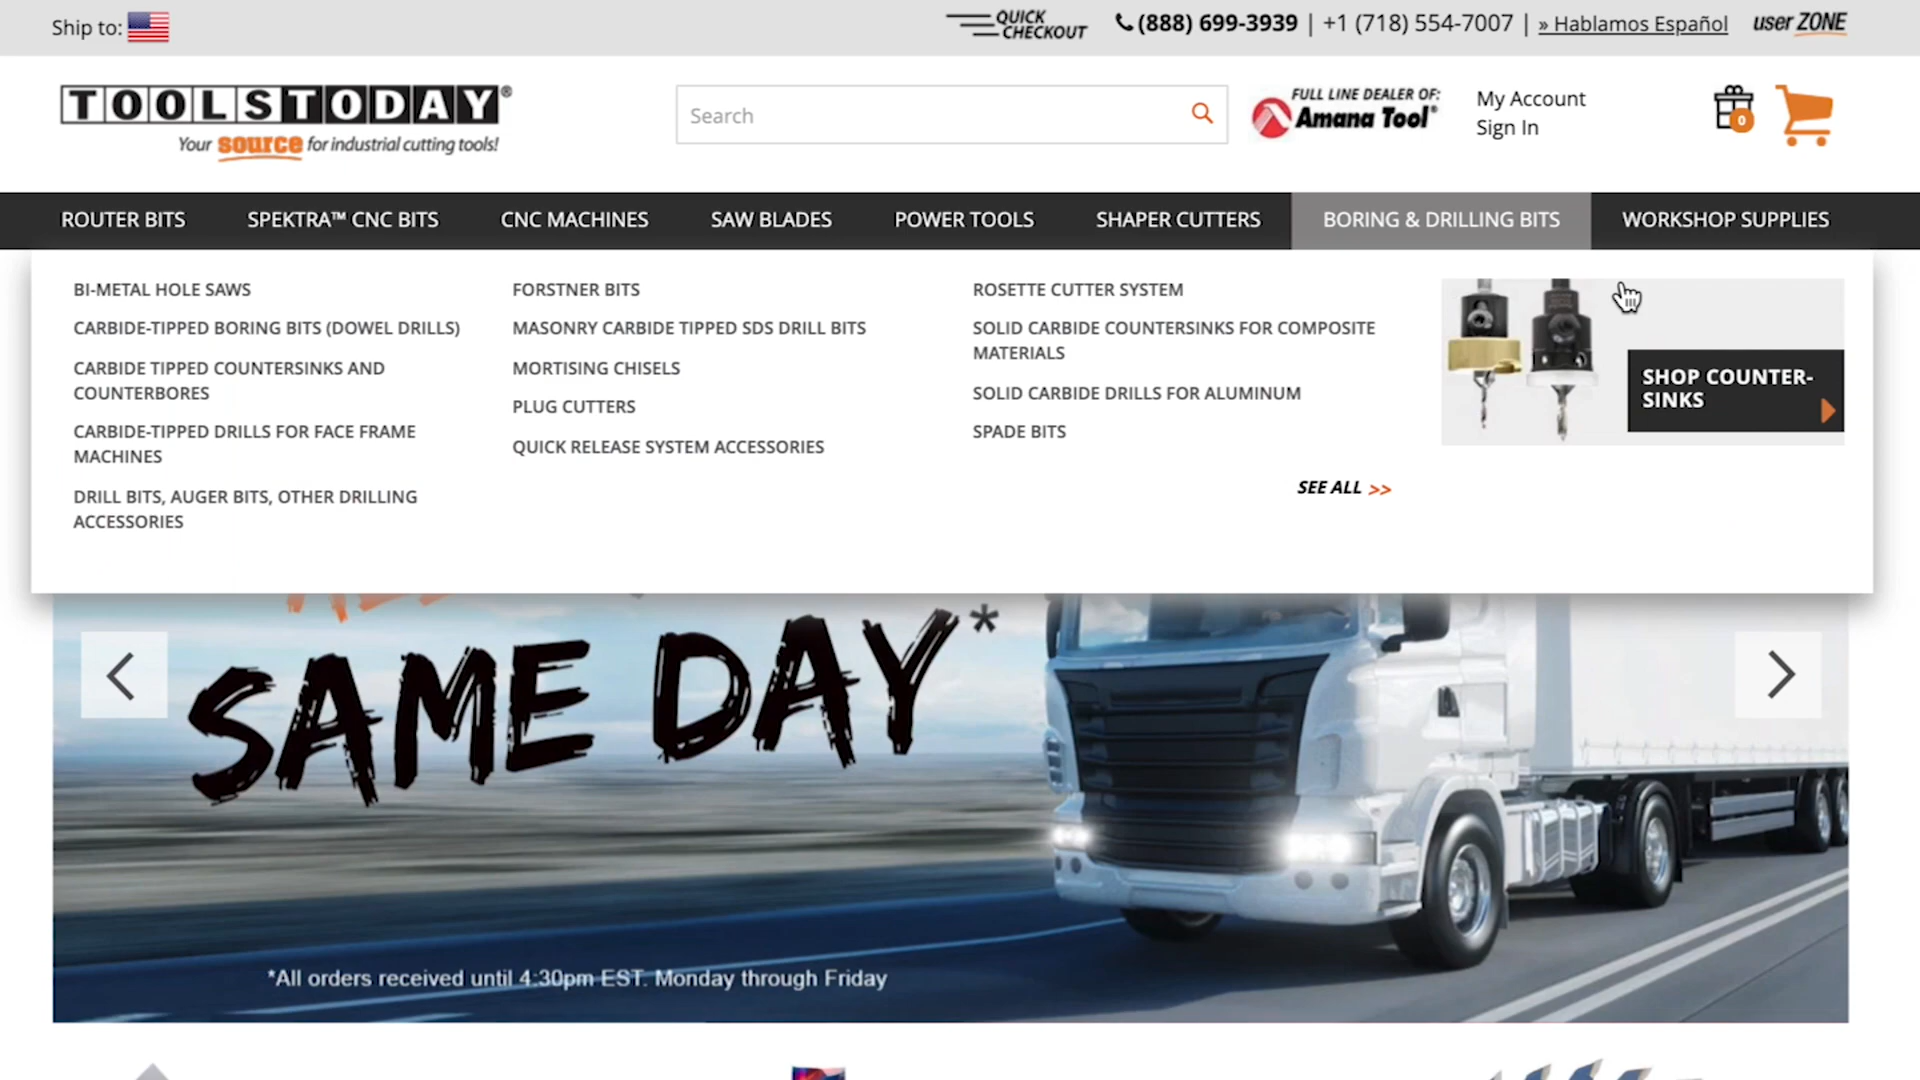 Ship to:
QUICK CHECKOUT
(888) 699-3939 | +1 (718) 554-7007 | » Hablamos Español
user ZONE
TOOLSTODAY®
Your source for industrial cutting tools!
Search
FULL LINE DEALER OF:
Amana Tool®
My Account
Sign In
0
ROUTER BITS
SPEKTRA™ CNC BITS
CNC MACHINES
SAW BLADES
POWER TOOLS
SHAPER CUTTERS
BORING & DRILLING BITS
WORKSHOP SUPPLIES
BI-METAL HOLE SAWS
CARBIDE-TIPPED BORING BITS (DOWEL DRILLS)
CARBIDE TIPPED COUNTERSINKS AND
COUNTERBORES
CARBIDE-TIPPED DRILLS FOR FACE FRAME
MACHINES
DRILL BITS, AUGER BITS, OTHER DRILLING
ACCESSORIES
FORSTNER BITS
MASONRY CARBIDE TIPPED SDS DRILL BITS
MORTISING CHISELS
PLUG CUTTERS
QUICK RELEASE SYSTEM ACCESSORIES
ROSETTE CUTTER SYSTEM
SOLID CARBIDE COUNTERSINKS FOR COMPOSITE
MATERIALS
SOLID CARBIDE DRILLS FOR ALUMINUM
SPADE BITS
SEE ALL >>
SHOP COUNTER-
SINKS
SAME DAY*
*All orders received until 4:30pm EST. Monday through Friday